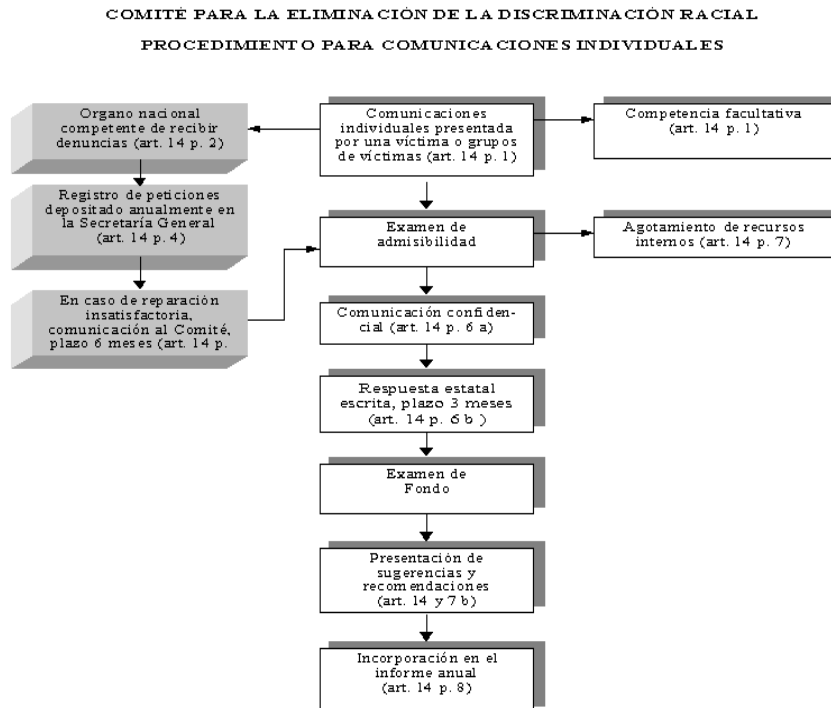 COMITÉ PARA LA ELIMINACIÓN DE LA DISCRIMINACIÓN RACIAL
PROCEDIMIENTO PARA COMUNICACIONES INDIVIDUALES
Organo nacional
competente de recibir
denuncias (art. 14 p. 2)
Comunicaciones
individuales presentada
por una víctima o grupos
de víctimas (art. 14 p. 1)
Competencia facultativa
(art. 14 p. 1)
Registro de peticiones
depositado anualmente en
la Secretaría General
(art. 14 p. 4)
Examen de
admisibilidad
Agotamiento de recursos
internos (art. 14 p. 7)
En caso de reparación
insatisfactoria,
comunicación al Comité,
plazo 6 meses (art. 14 p.
Comunicación confiden-
cial (art. 14 p. 6 a)
Respuesta estatal
escrita, plazo 3 meses
(art. 14 p. 6 b )
Examen de
Fondo
Presentación de
sugerencias y
recomendaciones
(art. 14 y 7 b)
Incorporación en el
informe anual
(art. 14 p. 8)